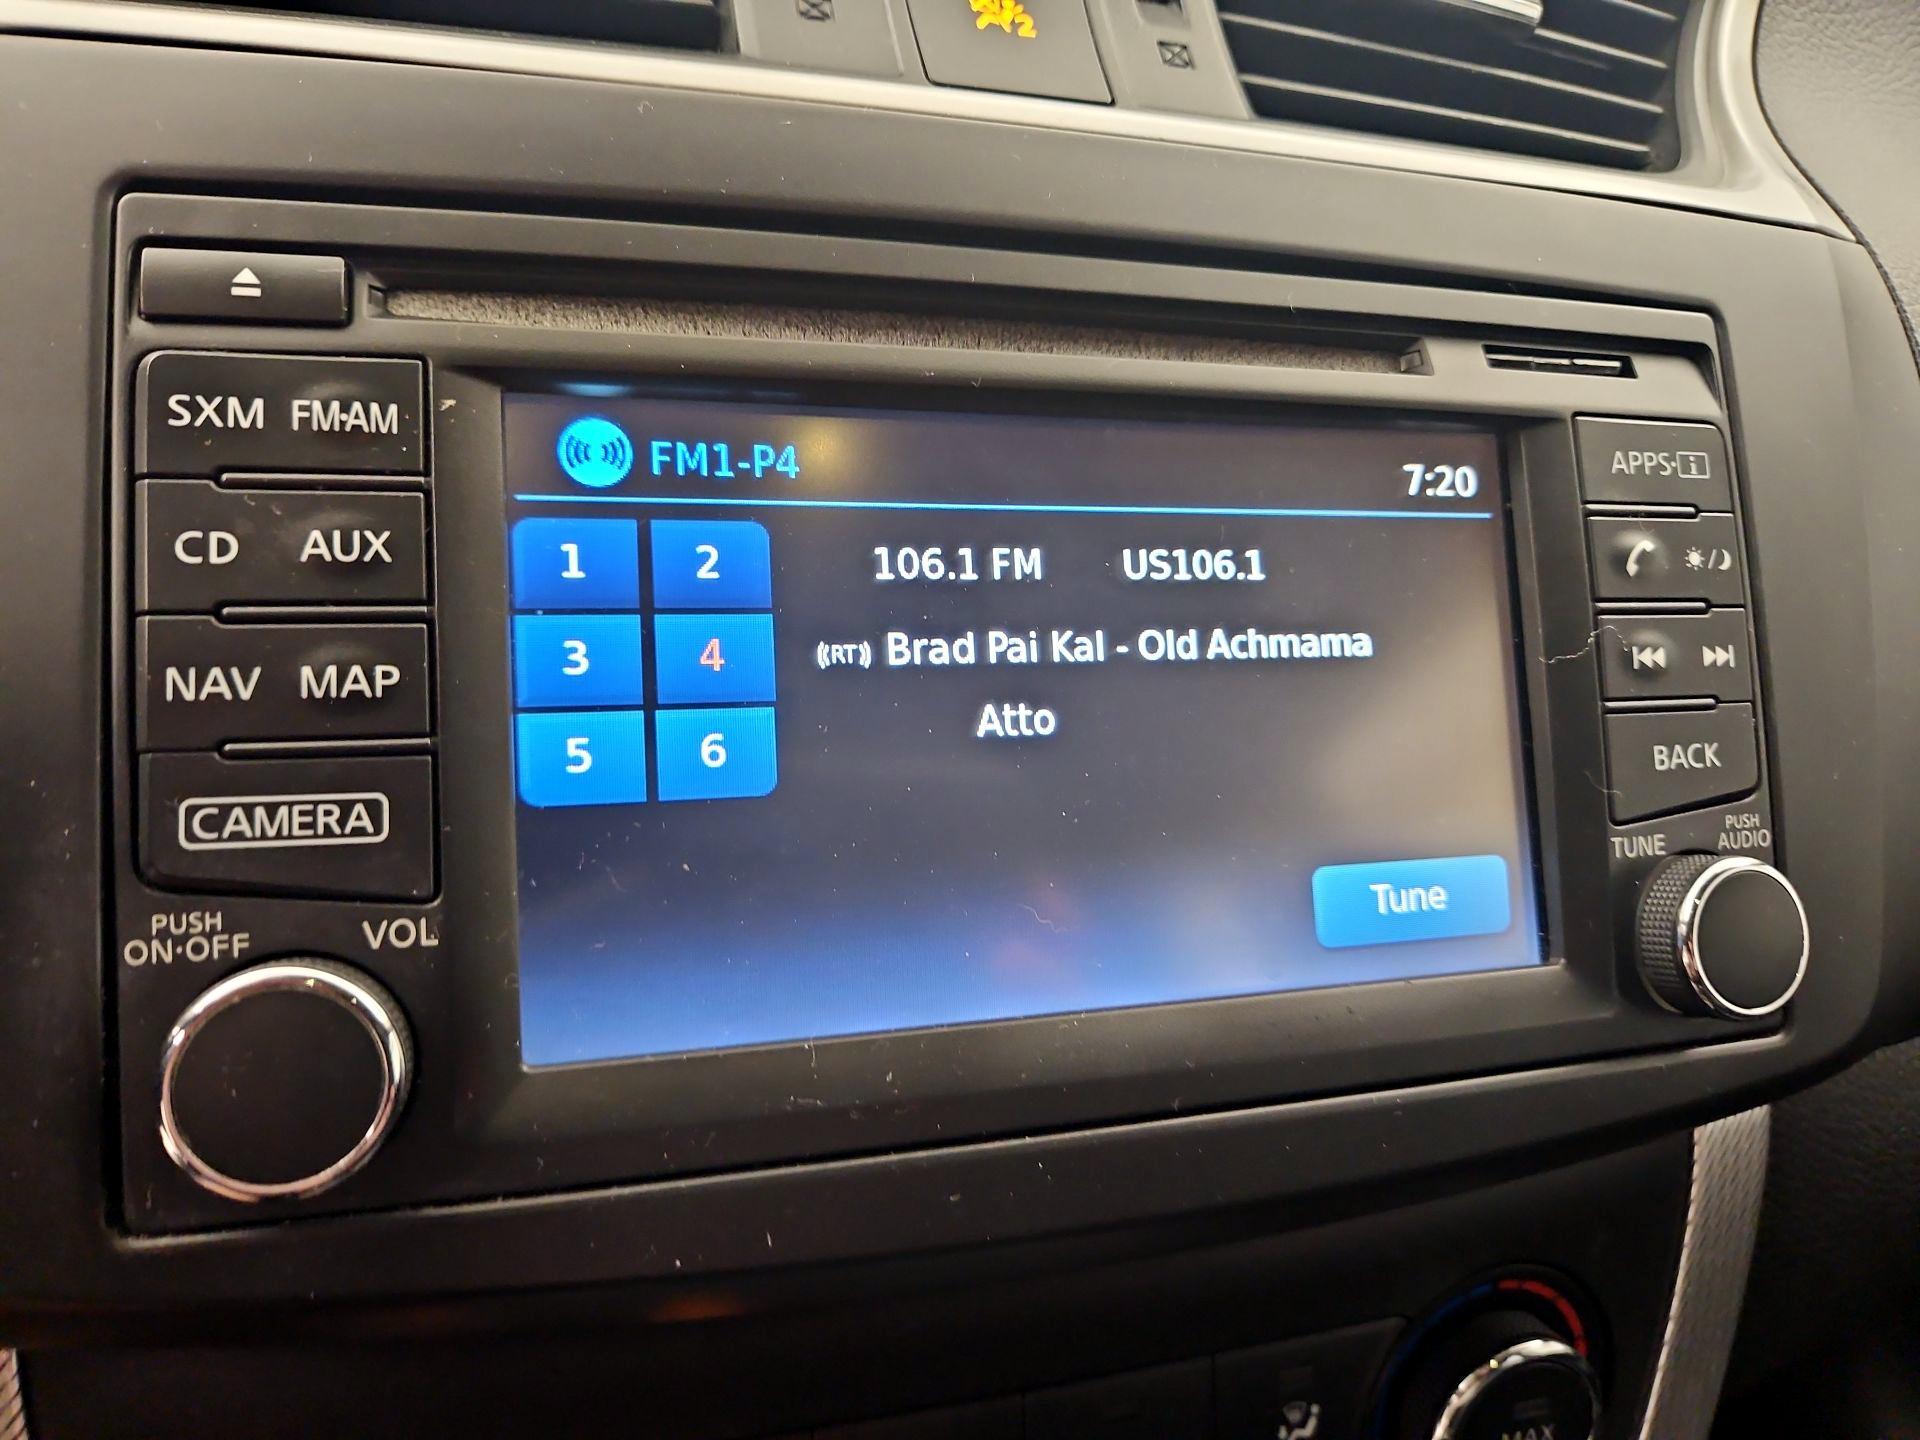 2
SXM FM·AM
CD AUX
NAV MAP
CAMERA
PUSH
ON·OFF
VOL
FM1-P4
7:20
1 2
3 4
5 6
106.1 FM US106.1
((RT)) Brad Pai Kal - Old Achmama
Atto
Tune
APPS·i
BACK
TUNE
PUSH
AUDIO
MAX